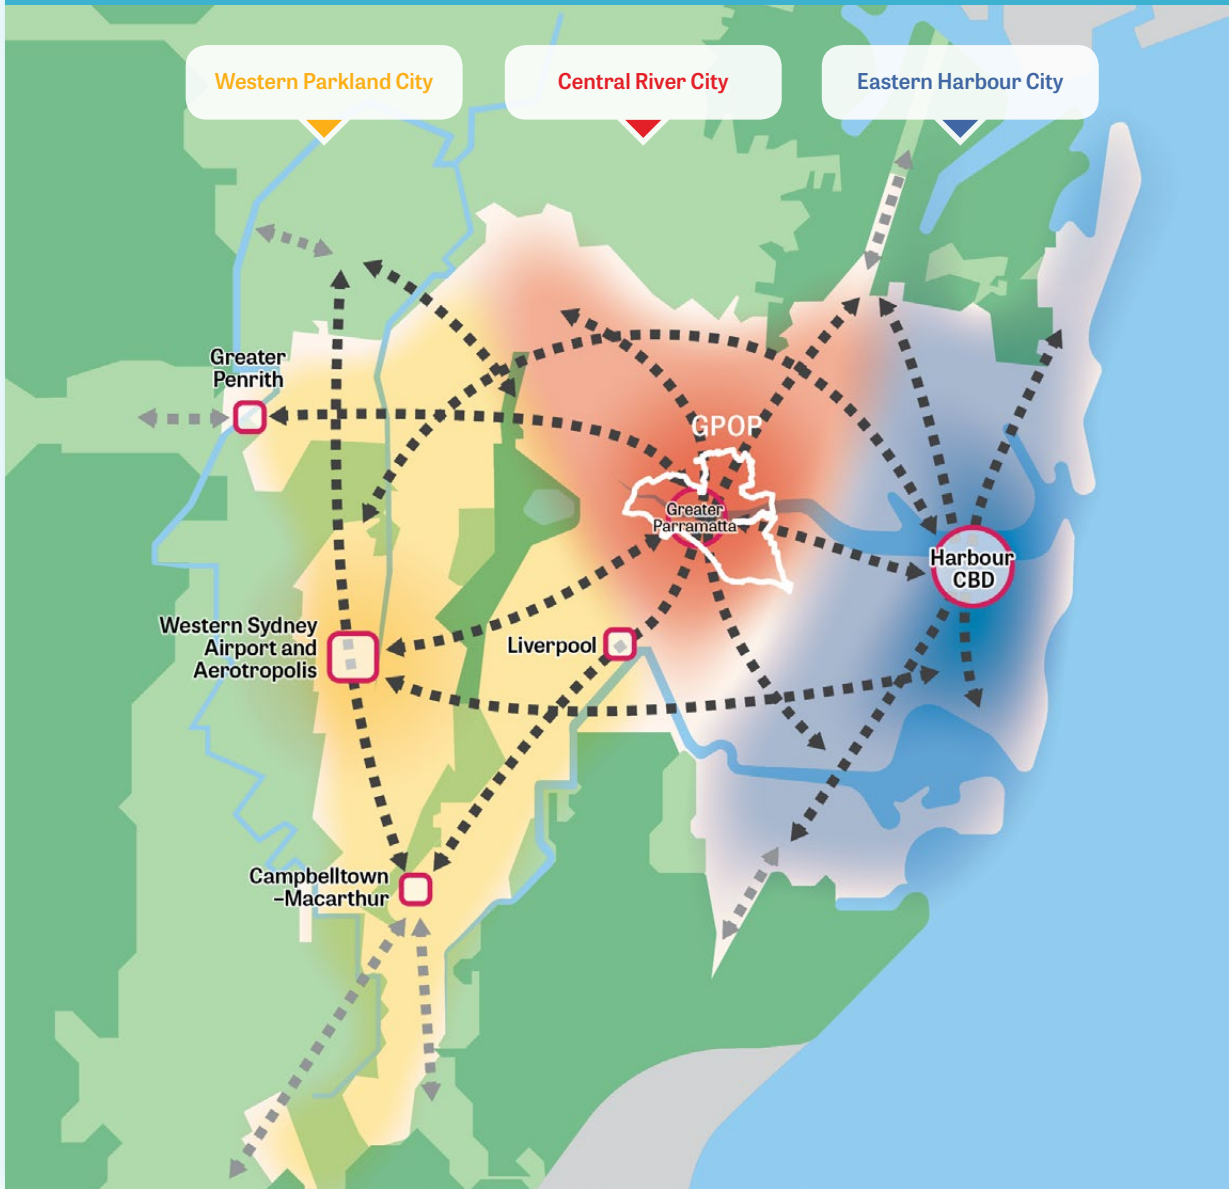 Western Parkland City
Central River City
Eastern Harbour City
Greater
Penrith
GPOP
Greater
Parramatta
Harbour
CBD
Western Sydney
Airport and
Aerotropolis
Liverpool
Campbelltown
–Macarthur